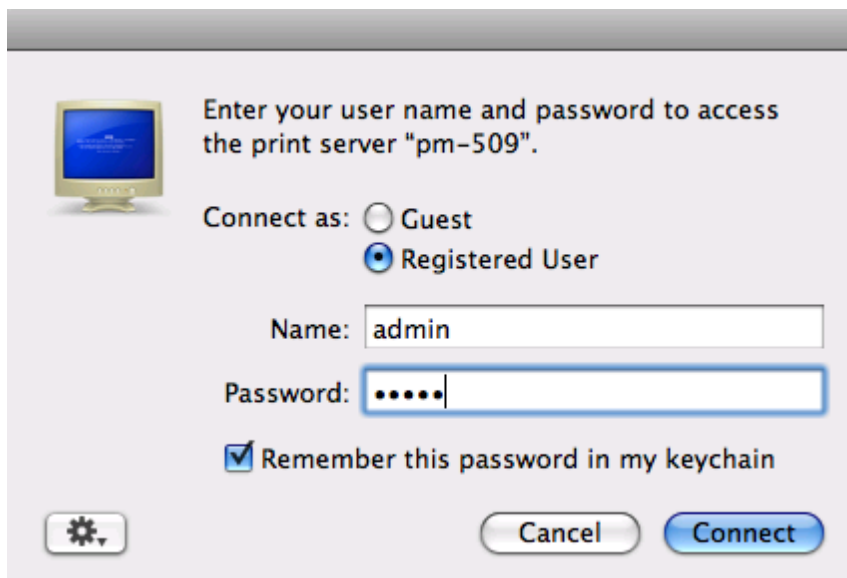 Enter your user name and password to access
the print server "pm-509".
Connect as: Guest
Registered User
Name: admin
Password: •••••
Remember this password in my keychain
Cancel Connect